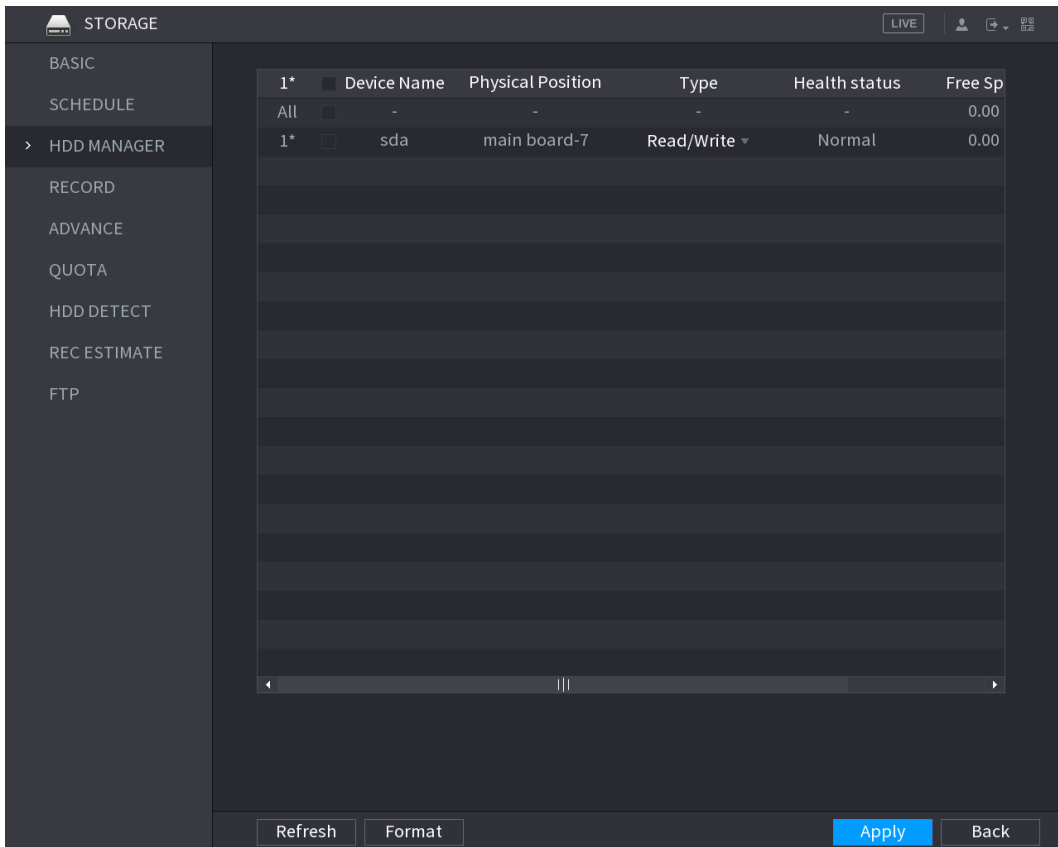 STORAGE LIVE
BASIC
SCHEDULE
HDD MANAGER
RECORD
ADVANCE
QUOTA
HDD DETECT
REC ESTIMATE
FTP
1* Device Name Physical Position Type Health status Free Sp
All - - - - 0.00
1* sda main board-7 Read/Write Normal 0.00
Refresh Format Apply Back